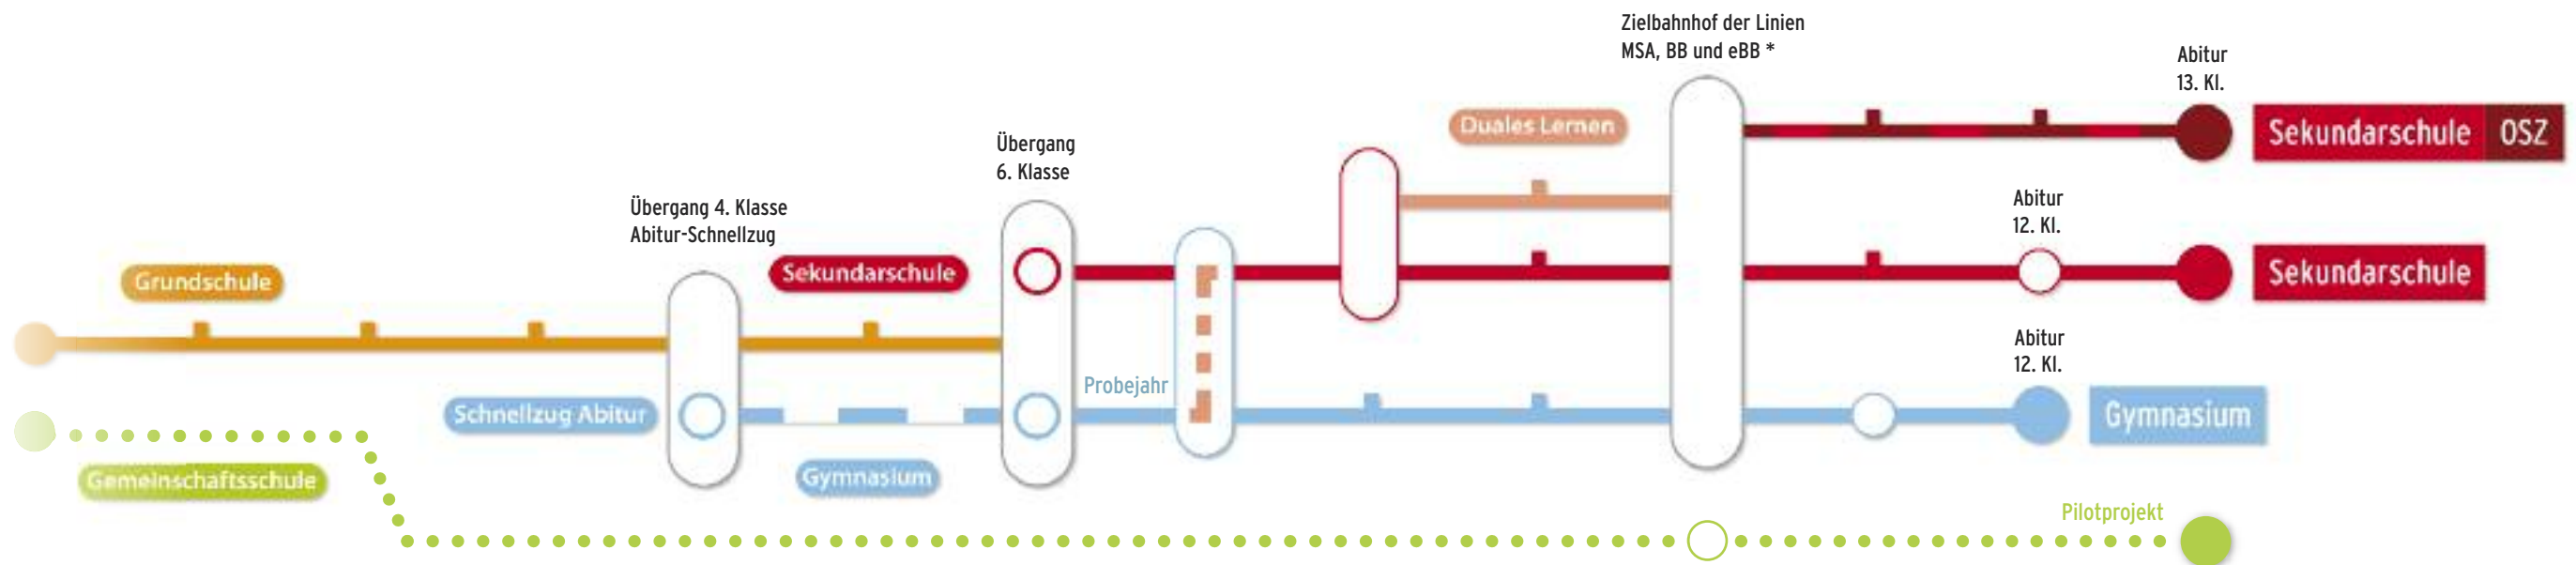 Zielbahnhof der Linien
MSA, BB und eBB *
Abitur
13. Kl.
Duales Lernen
Sekundarschule OSZ
Übergang
6. Klasse
Übergang 4. Klasse
Abitur-Schnellzug
Abitur
12. Kl.
Grundschule
Sekundarschule
Sekundarschule
Abitur
12. Kl.
Probejahr
Schnellzug Abitur
Gymnasium
Gemeinschaftsschule
Gymnasium
Pilotprojekt